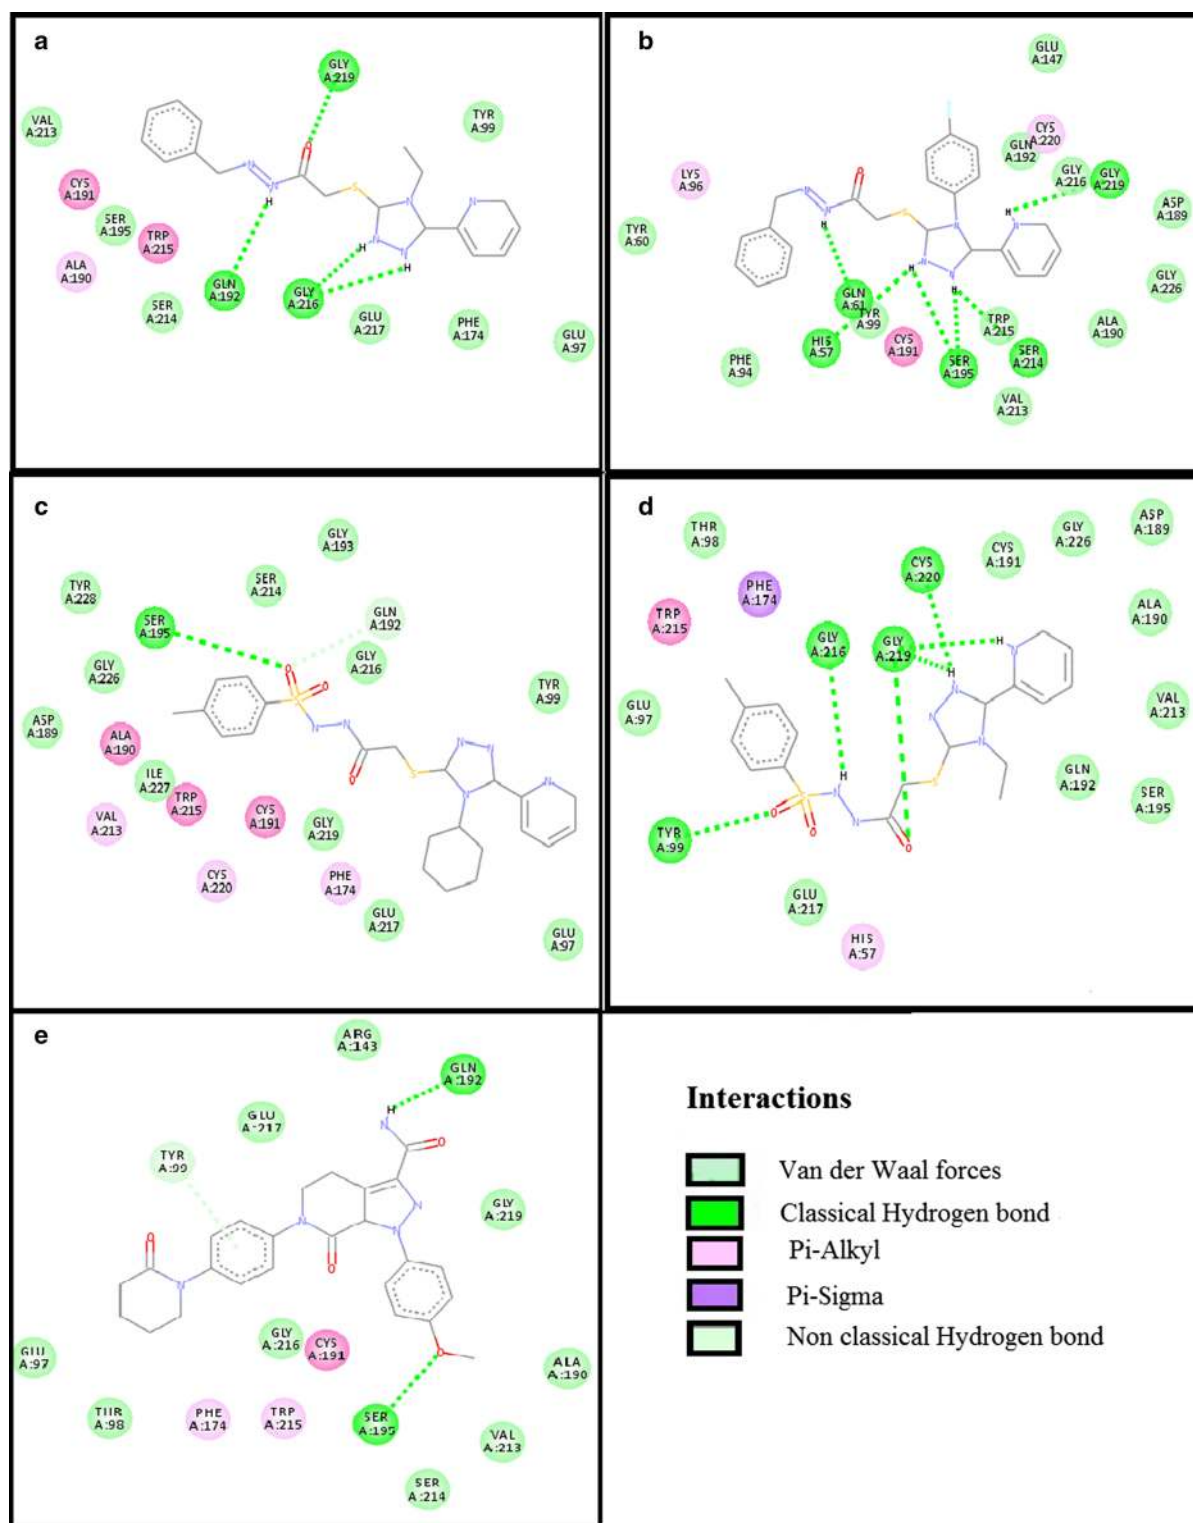 a
GLY
A:219
TYR
A:99
VAL
A:213
CYS
A:191
SER
A:195
TRP
A:215
ALA
A:190
SER
A:214
GLN
A:192
GLY
A:216
GLU
A:217
PHE
A:174
GLU
A:97
N
N
H
O
S
N
N
H
N
N
H
b
GLU
A:147
CYS
A:220
GLN
A:192
GLY
A:216
GLY
A:219
ASP
A:189
LYS
A:96
TYR
A:60
GLY
A:226
GLN
A:61
TYR
A:99
HIS
A:57
CYS
A:191
SER
A:195
TRP
A:215
SER
A:214
ALA
A:190
PHE
A:94
VAL
A:213
O
N
N
H
S
N
H
N
N
H
N
H
c
GLY
A:193
SER
A:214
TYR
A:228
SER
A:195
GLN
A:192
GLY
A:226
GLY
A:216
TYR
A:99
ASP
A:189
ALA
A:190
ILE
A:227
TRP
A:215
VAL
A:213
CYS
A:191
GLY
A:219
CYS
A:220
PHE
A:174
GLU
A:217
GLU
A:97
O
S
O
N
N
O
S
N
N
N
N
d
THR
A:98
PHE
A:174
TRP
A:215
CYS
A:220
CYS
A:191
GLY
A:226
ASP
A:189
ALA
A:190
GLY
A:216
GLY
A:219
GLU
A:97
VAL
A:213
GLN
A:192
SER
A:195
TYR
A:99
GLU
A:217
HIS
A:57
H
N
H
N
N
N
H
N
S
S
O
O
N
O
e
ARG
A:143
GLN
A:192
GLU
A:217
TYR
A:99
GLY
A:219
GLY
A:216
CYS
A:191
GLU
A:97
THR
A:98
PHE
A:174
TRP
A:215
SER
A:195
ALA
A:190
VAL
A:213
SER
A:214
H
N
O
N
N
N
O
O
N
O
Interactions
Van der Waal forces
Classical Hydrogen bond
Pi-Alkyl
Pi-Sigma
Non classical Hydrogen bond